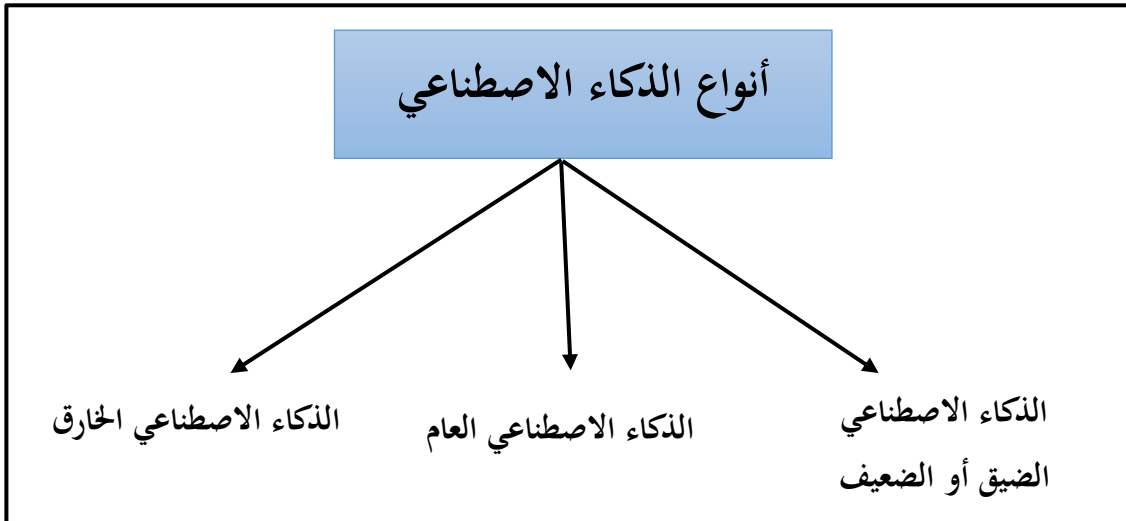 أنواع الذكاء الاصطناعي
الذكاء الاصطناعي
الضيق أو الضعيف
الذكاء الاصطناعي العام
الذكاء الاصطناعي الخارق